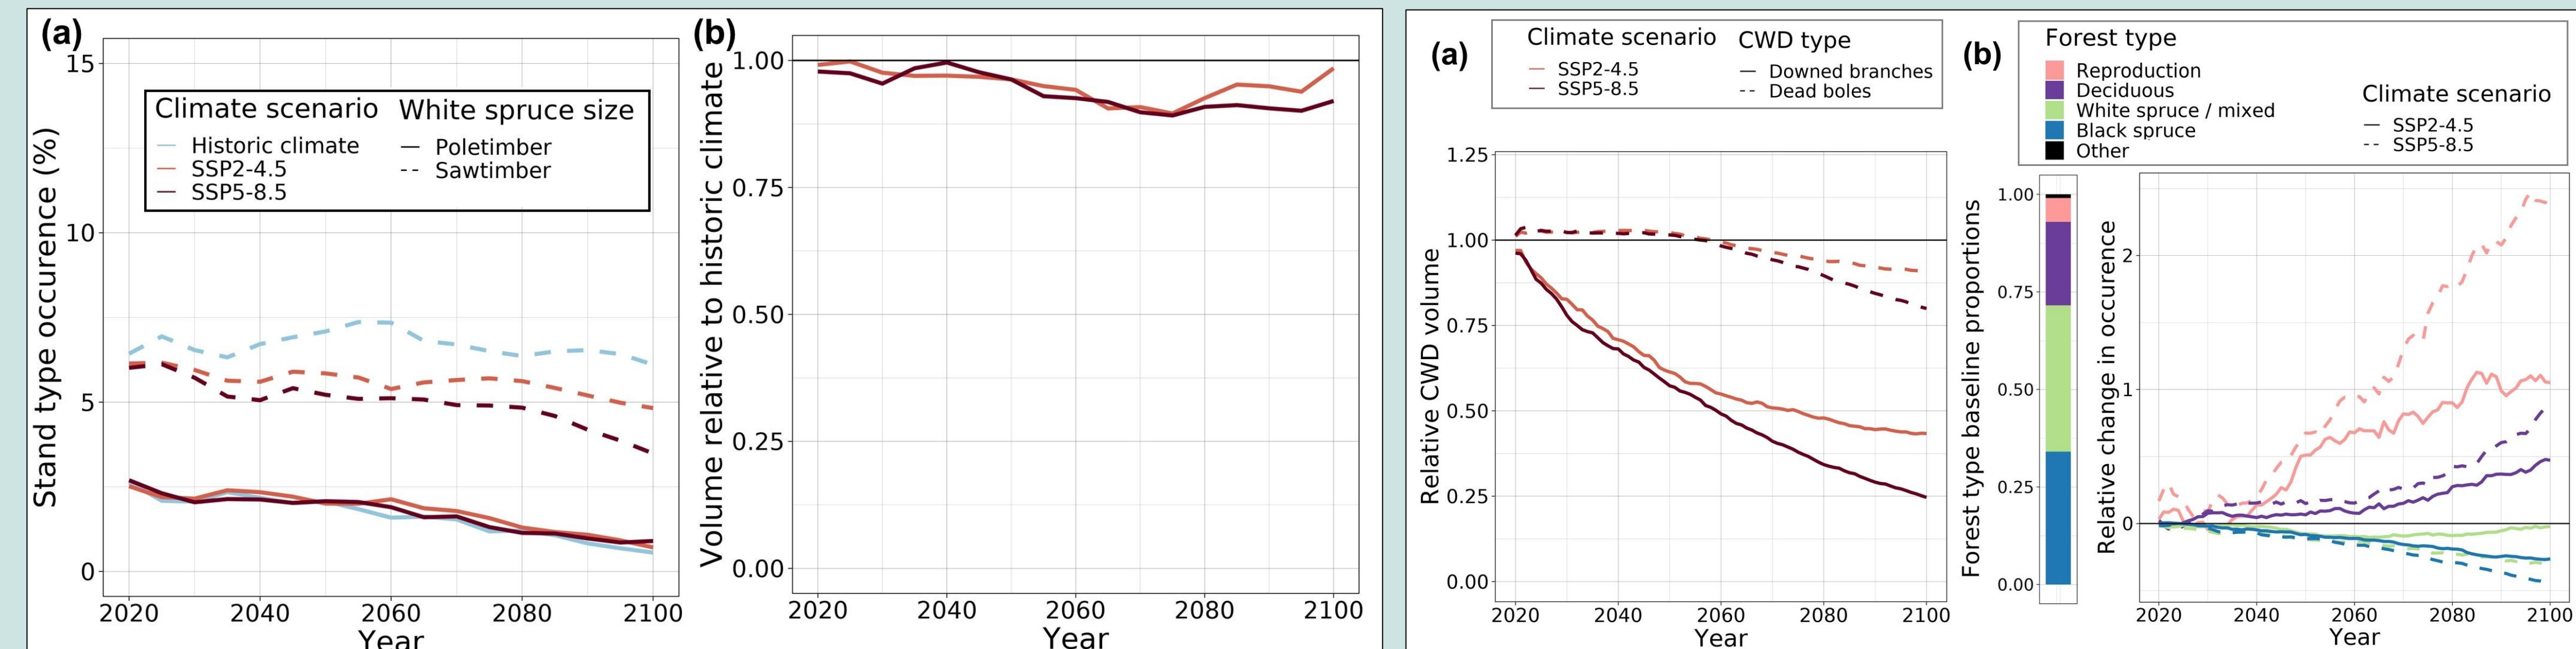 (a)
Stand type occurence (%)
15
10
5
0
Climate scenario
Historic climate
SSP2-4.5
SSP5-8.5
White spruce size
Poletimber
Sawtimber
2020 2040 2060 2080 2100
Year
(b)
Volume relative to historic climate
1.00
0.75
0.50
0.25
0.00
2020 2040 2060 2080 2100
Year
(a)
Climate scenario
SSP2-4.5
SSP5-8.5
CWD type
Downed branches
Dead boles
Relative CWD volume
1.25
1.00
0.75
0.50
0.25
0.00
2020 2040 2060 2080 2100
Year
(b)
Forest type
Reproduction
Deciduous
White spruce / mixed
Black spruce
Other
Climate scenario
SSP2-4.5
SSP5-8.5
Forest type baseline proportions
1.00
0.75
0.50
0.25
0.00
Relative change in occurence
2
1
0
2020 2040 2060 2080 2100
Year